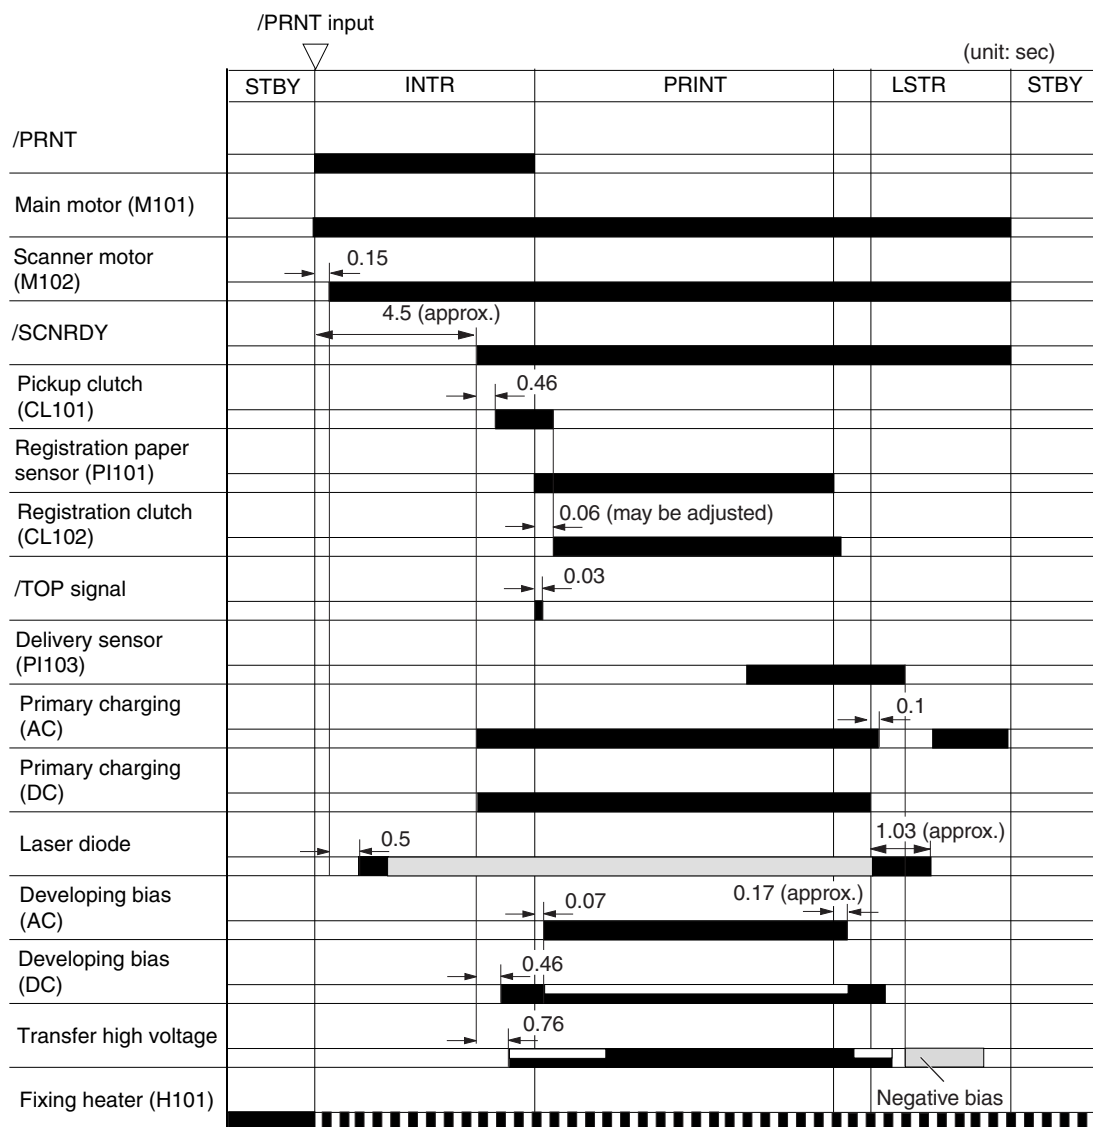 /PRNT input
(unit: sec)
STBY INTR PRINT LSTR STBY
/PRNT
Main motor (M101)
Scanner motor
(M102)
0.15
/SCNRDY
4.5 (approx.)
Pickup clutch
(CL101)
0.46
Registration paper
sensor (PI101)
Registration clutch
(CL102)
0.06 (may be adjusted)
/TOP signal
0.03
Delivery sensor
(PI103)
Primary charging
(AC)
0.1
Primary charging
(DC)
Laser diode
0.5
1.03 (approx.)
Developing bias
(AC)
0.07
0.17 (approx.)
Developing bias
(DC)
0.46
Transfer high voltage
0.76
Negative bias
Fixing heater (H101)